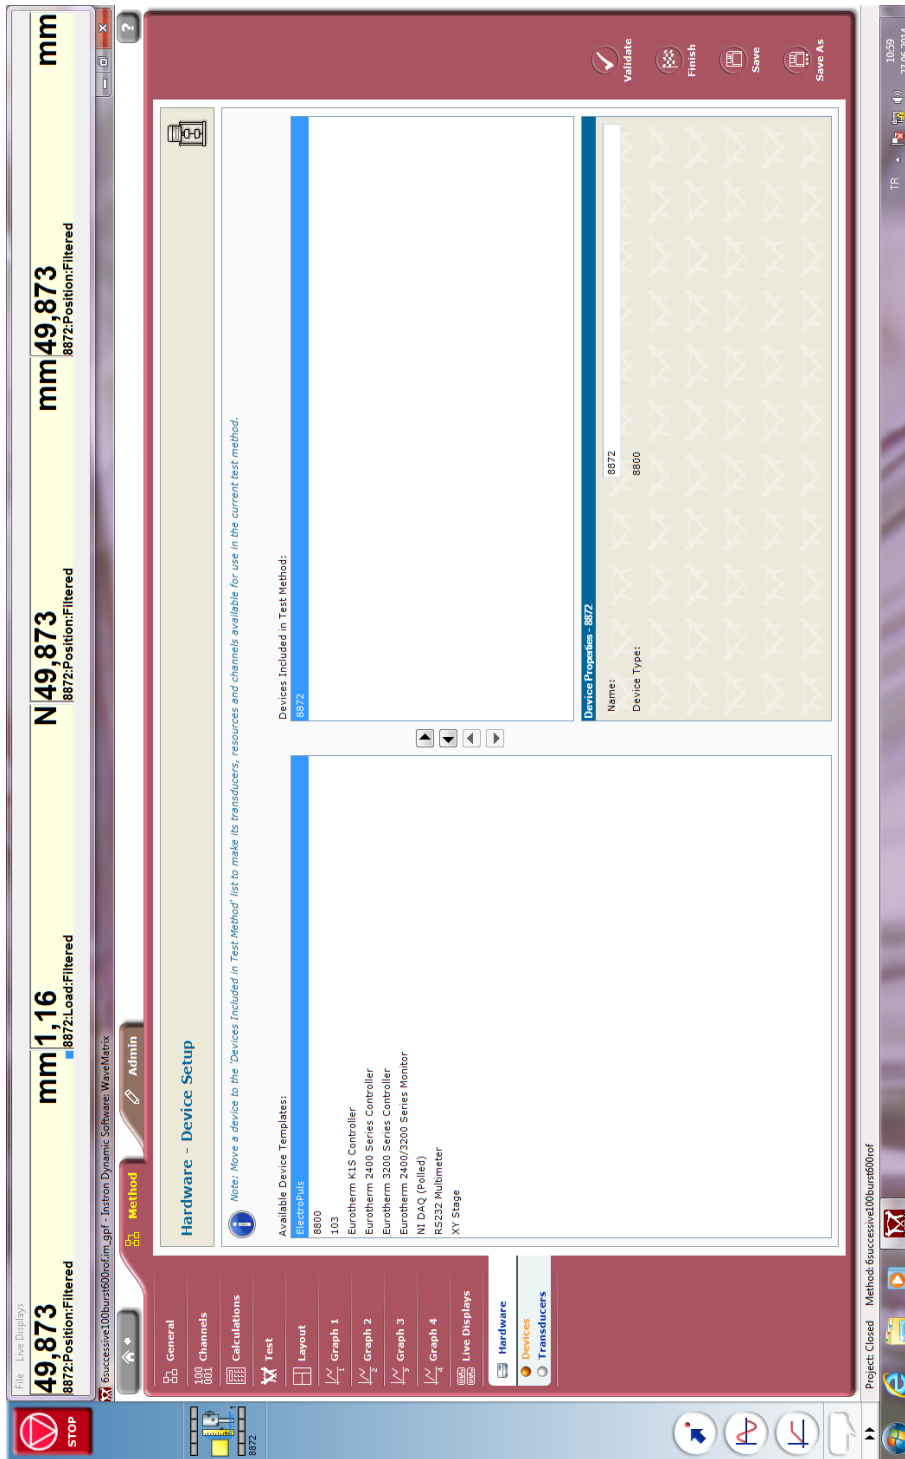 File Live Displays
49,873 mm
8872:Position:Filtered
1,16 N
8872:Load:Filtered
49,873 mm
8872:Position:Filtered
49,873 mm
8872:Position:Filtered
STOP
8872
6successive100burst600rof.im_gpf - Instron Dynamic Software: WaveMatrix
Method
Admin
?
General
100
001
Channels
Calculations
Test
Layout
Graph 1
Graph 2
Graph 3
Graph 4
Live Displays
Hardware
Devices
Transducers
Hardware - Device Setup
Note: Move a device to the 'Devices Included in Test Method' list to make its transducers, resources and channels available for use in the current test method.
Available Device Templates:
ElectroPuls
8800
103
Eurotherm K1S Controller
Eurotherm 2400 Series Controller
Eurotherm 3200 Series Controller
Eurotherm 2400/3200 Series Monitor
NI DAQ (Polled)
RS232 Multimeter
XY Stage
Devices Included in Test Method:
8872
Device Properties - 8872
Name: 8872
Device Type: 8800
Validate
Finish
Save
Save As
Project: Closed Method: 6successive100burst600rof
TR
10:59